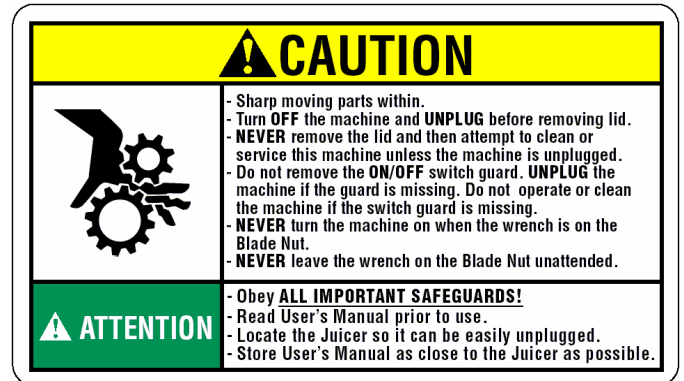 CAUTION
- Sharp moving parts within.
- Turn OFF the machine and UNPLUG before removing lid.
- NEVER remove the lid and then attempt to clean or
service this machine unless the machine is unplugged.
- Do not remove the ON/OFF switch guard. UNPLUG the
machine if the guard is missing. Do not operate or clean
the machine if the switch guard is missing.
- NEVER turn the machine on when the wrench is on the
Blade Nut.
- NEVER leave the wrench on the Blade Nut unattended.
ATTENTION
- Obey ALL IMPORTANT SAFEGUARDS!
- Read User's Manual prior to use.
- Locate the Juicer so it can be easily unplugged.
- Store User's Manual as close to the Juicer as possible.